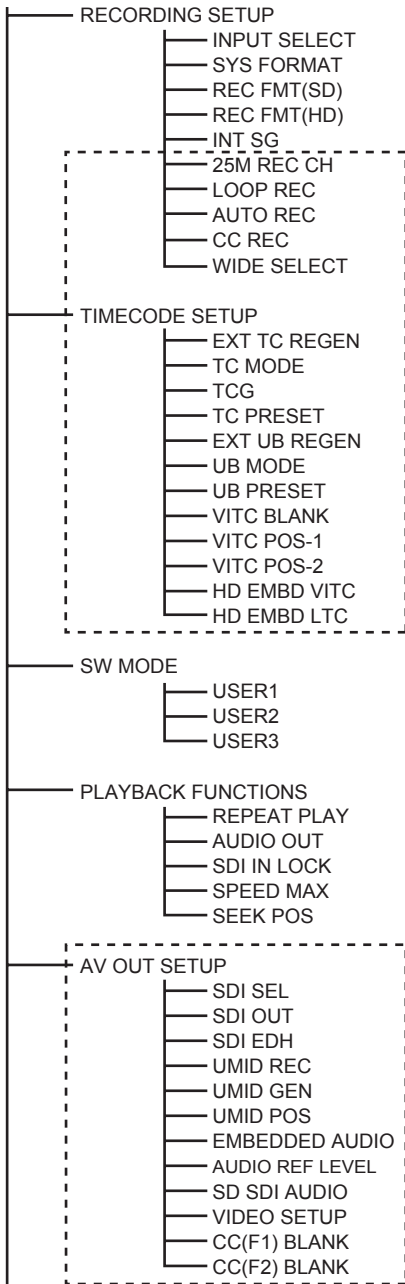 RECORDING SETUP
INPUT SELECT
SYS FORMAT
REC FMT(SD)
REC FMT(HD)
INT SG
25M REC CH
LOOP REC
AUTO REC
CC REC
WIDE SELECT
TIMECODE SETUP
EXT TC REGEN
TC MODE
TCG
TC PRESET
EXT UB REGEN
UB MODE
UB PRESET
VITC BLANK
VITC POS-1
VITC POS-2
HD EMBD VITC
HD EMBD LTC
SW MODE
USER1
USER2
USER3
PLAYBACK FUNCTIONS
REPEAT PLAY
AUDIO OUT
SDI IN LOCK
SPEED MAX
SEEK POS
AV OUT SETUP
SDI SEL
SDI OUT
SDI EDH
UMID REC
UMID GEN
UMID POS
EMBEDDED AUDIO
AUDIO REF LEVEL
SD SDI AUDIO
VIDEO SETUP
CC(F1) BLANK
CC(F2) BLANK